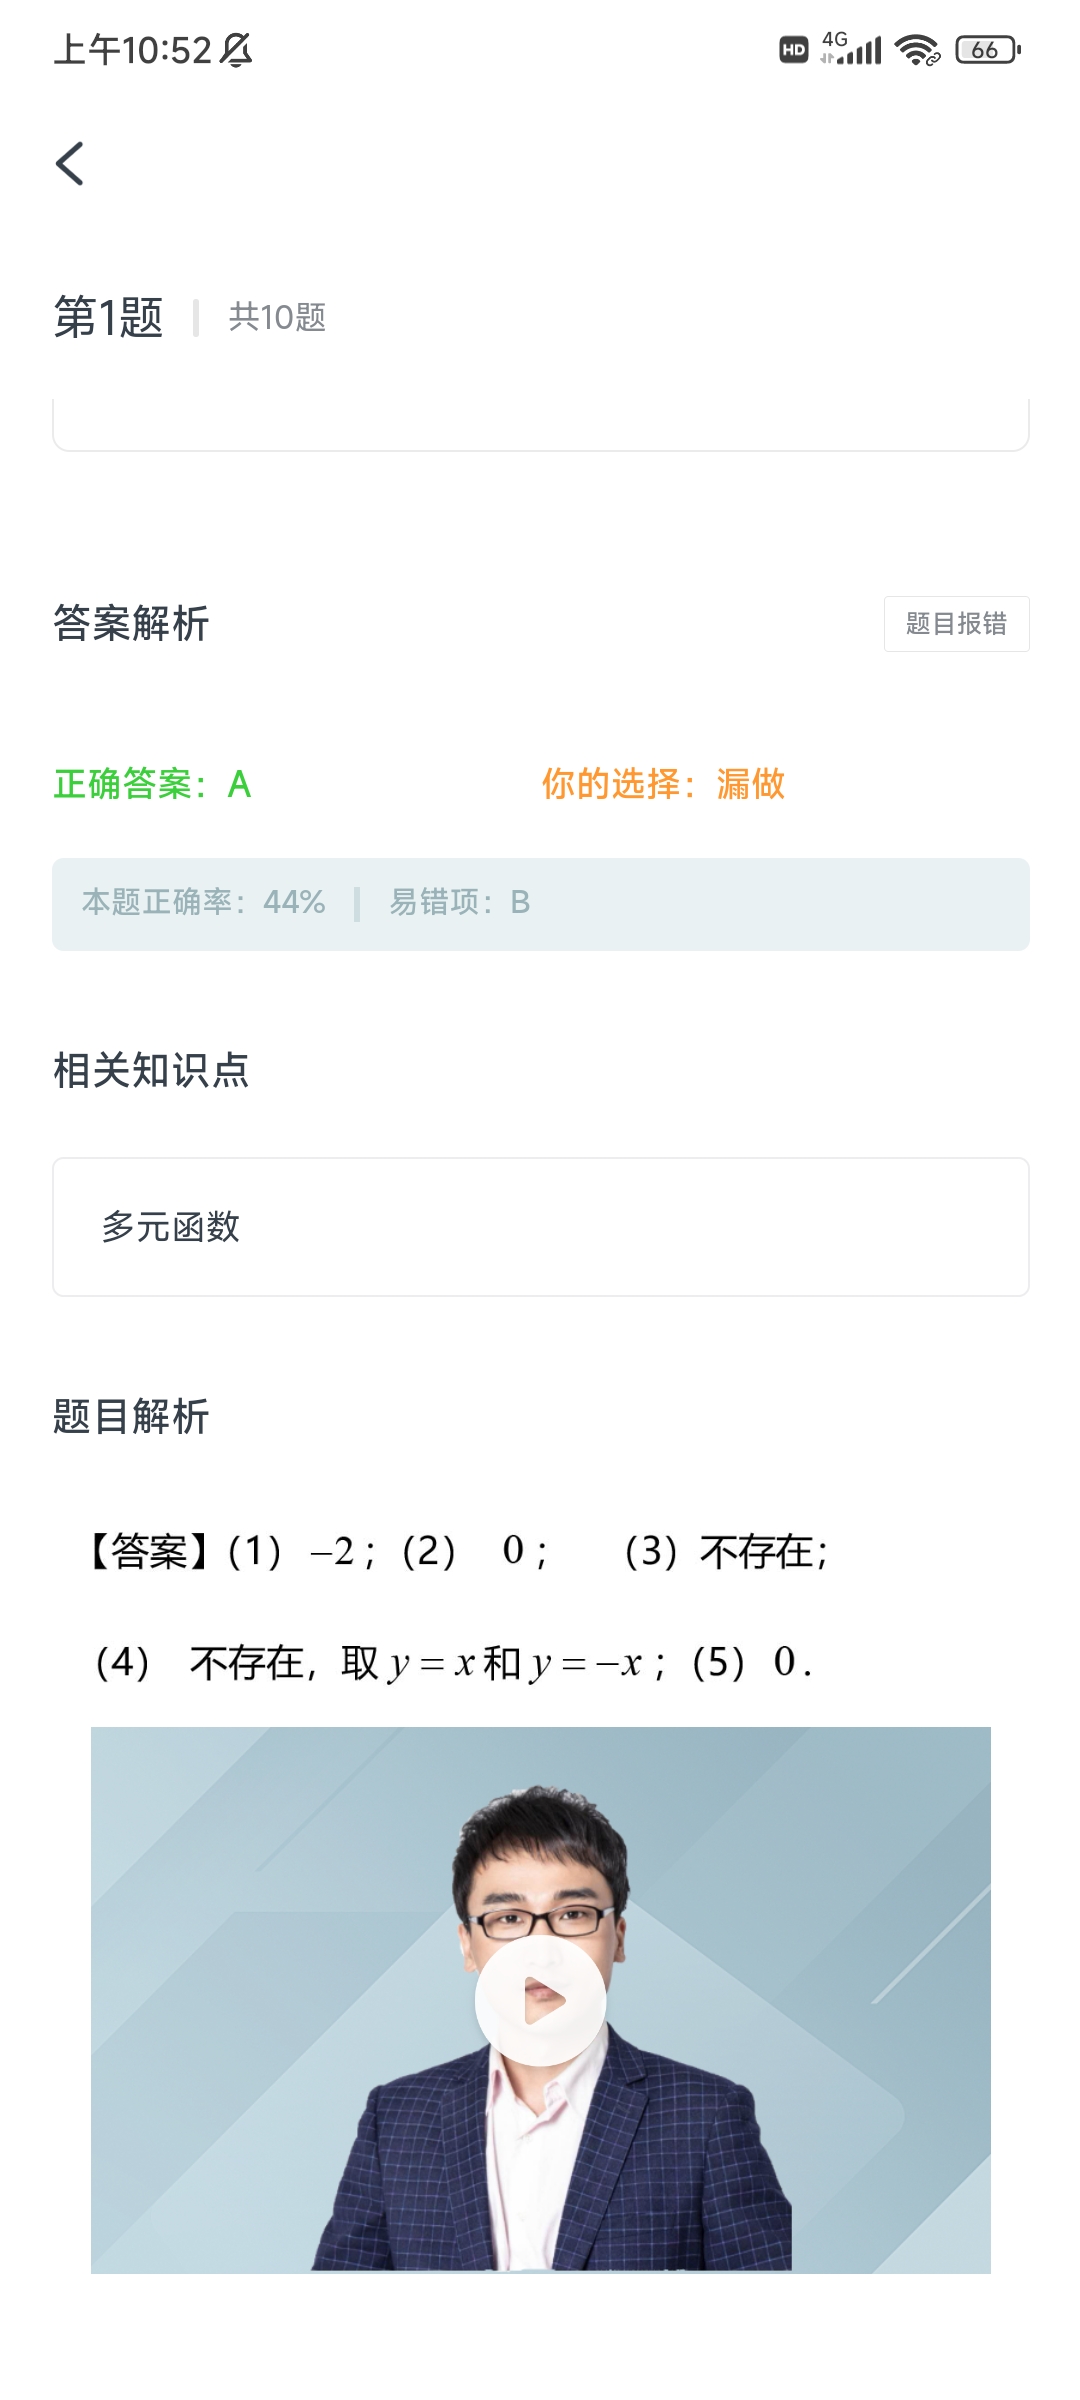 上午10:52
HD 4G 66
第1题 共10题
答案解析 题目报错
正确答案：A 你的选择：漏做
本题正确率：44% 易错项：B
相关知识点
多元函数
题目解析
【答案】(1) −2；(2) 0； (3) 不存在；
(4) 不存在，取 y = x 和 y = −x；(5) 0.